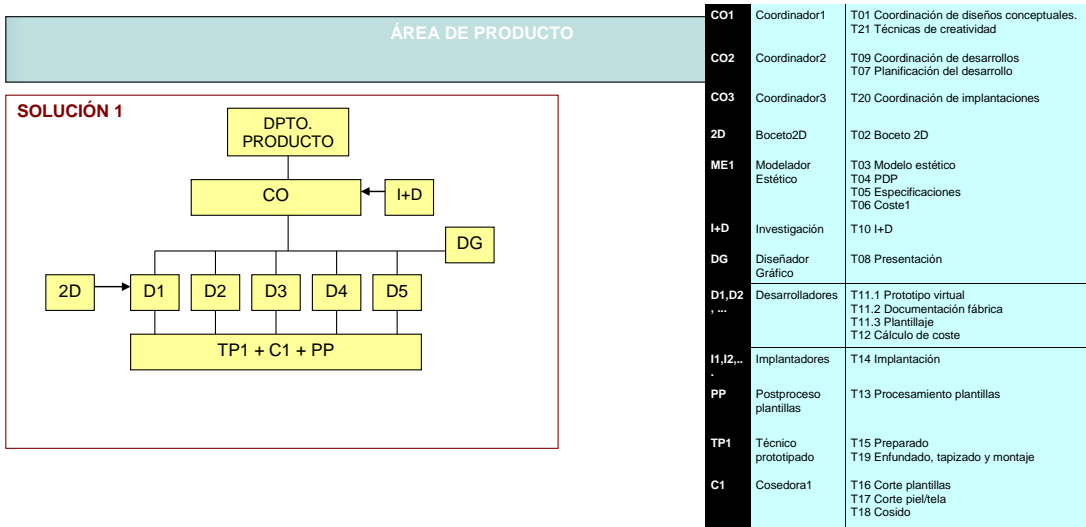 ÁREA DE PRODUCTO
SOLUCIÓN 1
DPTO.
PRODUCTO
CO
I+D
DG
2D
D1
D2
D3
D4
D5
TP1 + C1 + PP
CO1 Coordinador1 T01 Coordinación de diseños conceptuales.
T21 Técnicas de creatividad
CO2 Coordinador2 T09 Coordinación de desarrollos
T07 Planificación del desarrollo
CO3 Coordinador3 T20 Coordinación de implantaciones
2D Boceto2D T02 Boceto 2D
ME1 Modelador T03 Modelo estético
Estético T04 PDP
T05 Especificaciones
T06 Coste1
I+D Investigación T10 I+D
DG Diseñador T08 Presentación
Gráfico
D1,D2 Desarrolladores T11.1 Prototipo virtual
, ... T11.2 Documentación fábrica
T11.3 Plantillaje
T12 Cálculo de coste
I1,I2,.. Implantadores T14 Implantación
.
PP Postproceso T13 Procesamiento plantillas
plantillas
TP1 Técnico T15 Preparado
prototipado T19 Enfundado, tapizado y montaje
C1 Cosedora1 T16 Corte plantillas
T17 Corte piel/tela
T18 Cosido